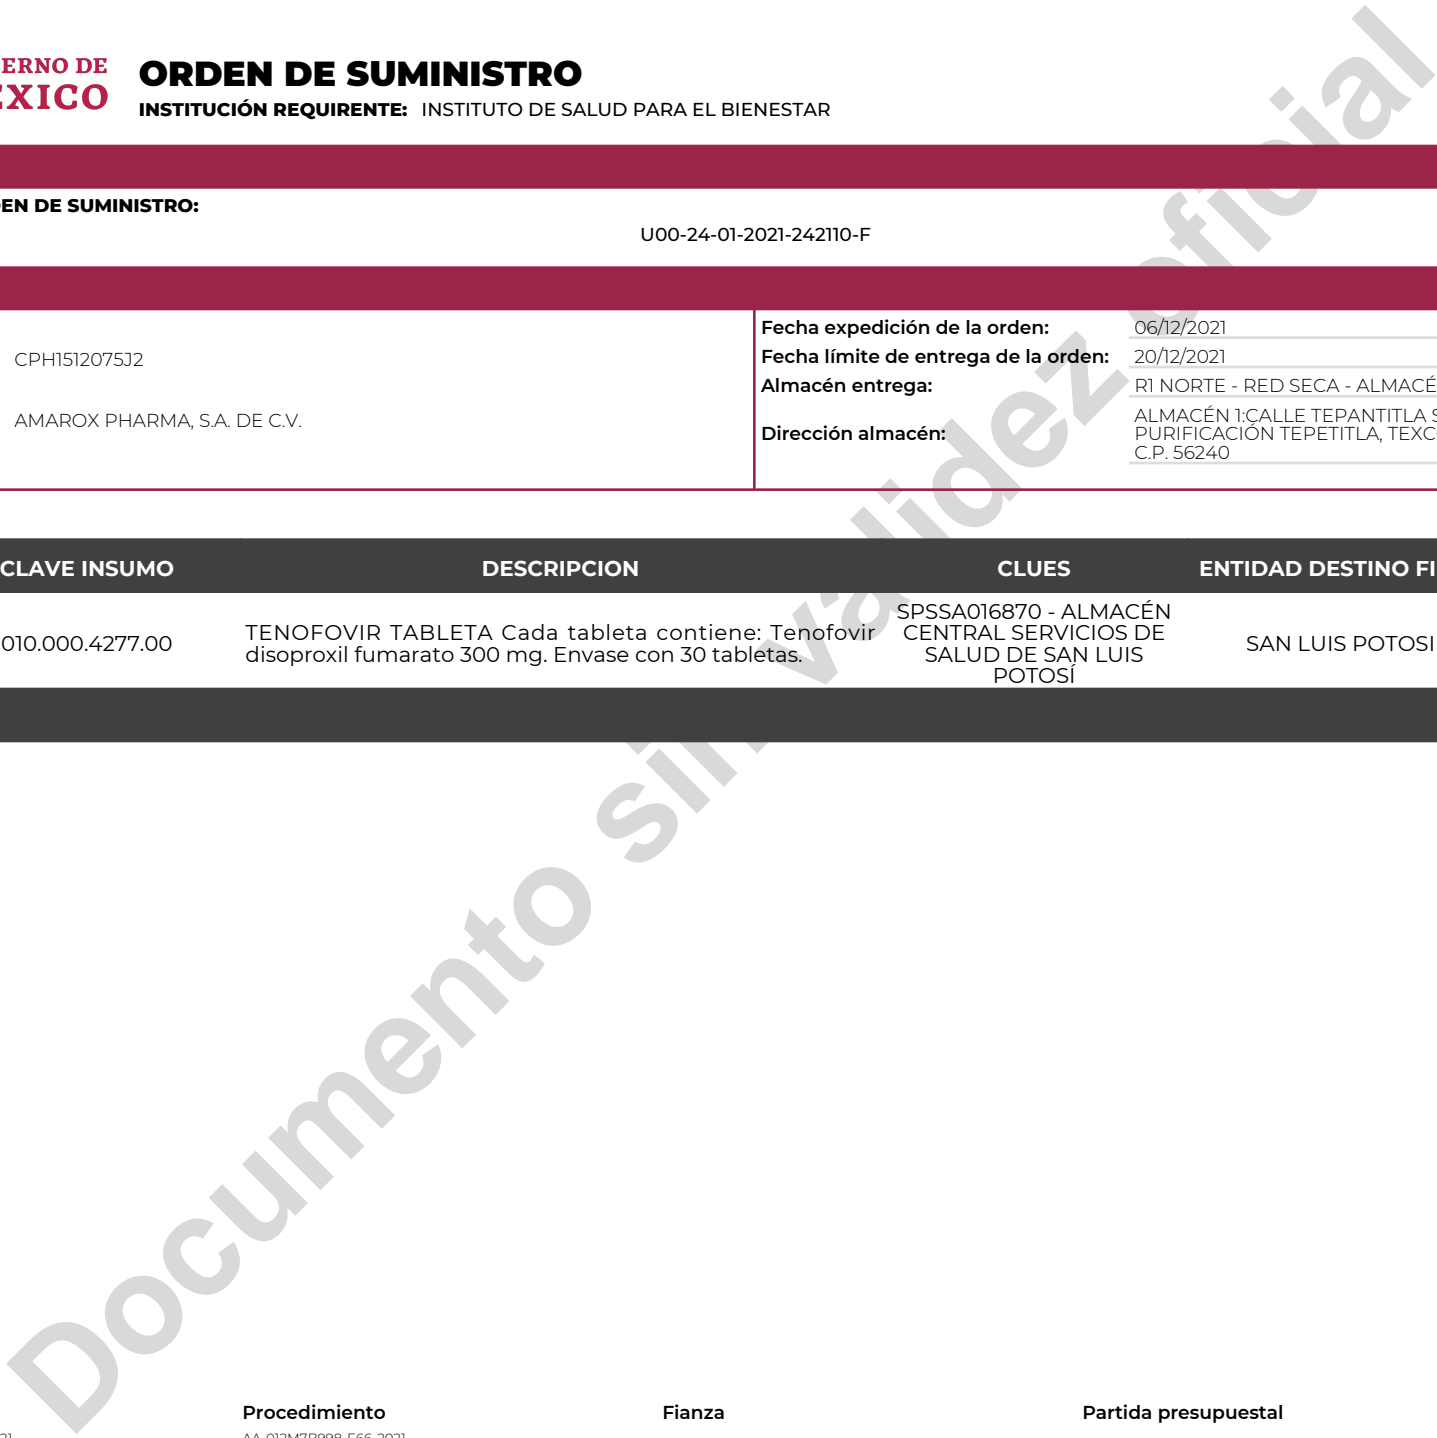 ERNO DE
EXICO
ORDEN DE SUMINISTRO
INSTITUCIÓN REQUIRENTE: INSTITUTO DE SALUD PARA EL BIENESTAR
EN DE SUMINISTRO:
U00-24-01-2021-242110-F
CPH1512075J2
AMAROX PHARMA, S.A. DE C.V.
Fecha expedición de la orden: 06/12/2021
Fecha límite de entrega de la orden: 20/12/2021
Almacén entrega: R1 NORTE - RED SECA - ALMACÉ
Dirección almacén: ALMACÉN 1:CALLE TEPANTITLA S
PURIFICACIÓN TEPETITLA, TEXC
C.P. 56240
CLAVE INSUMO DESCRIPCION CLUES ENTIDAD DESTINO FI
010.000.4277.00
TENOFOVIR TABLETA Cada tableta contiene: Tenofovir
disoproxil fumarato 300 mg. Envase con 30 tabletas.
SPSSA016870 - ALMACÉN
CENTRAL SERVICIOS DE
SALUD DE SAN LUIS
POTOSÍ
SAN LUIS POTOSI
Documento sin validez oficial
Procedimiento Fianza Partida presupuestal